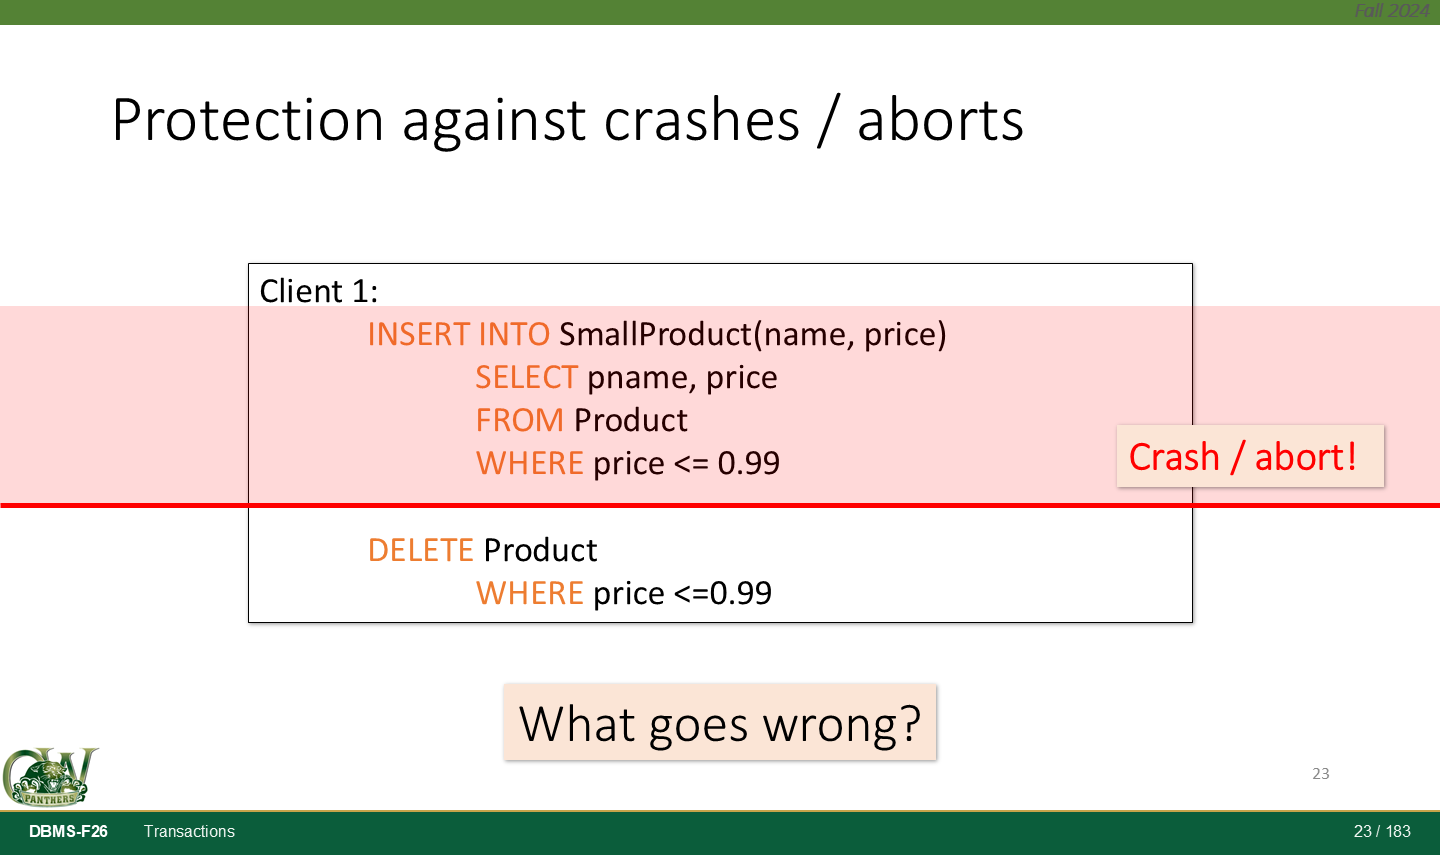 Fall 2024
Protection against crashes / aborts
Client 1:
INSERT INTO SmallProduct(name, price)
SELECT pname, price
FROM Product
WHERE price <= 0.99
Crash / abort!
DELETE Product
WHERE price <=0.99
What goes wrong?
23
CW
PANTHERS
DBMS-F26 Transactions 23 / 183